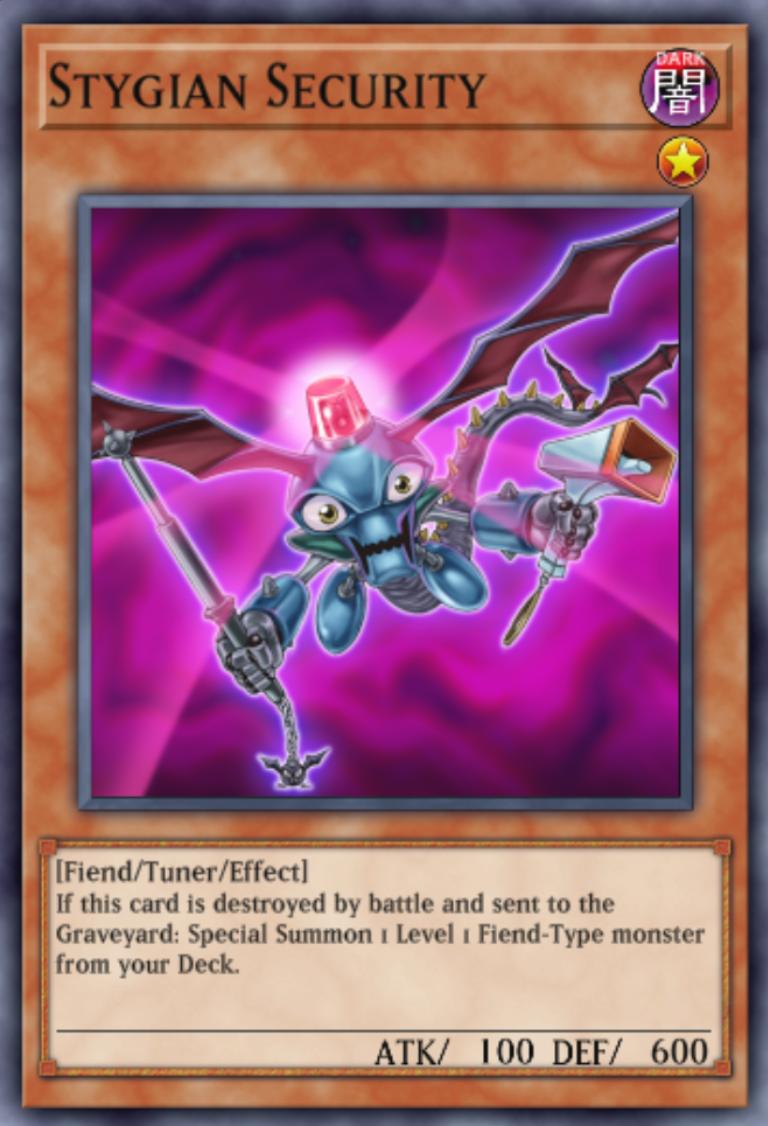 STYGIAN SECURITY
DARK
闇
[Fiend/Tuner/Effect]
If this card is destroyed by battle and sent to the
Graveyard: Special Summon 1 Level 1 Fiend-Type monster
from your Deck.
ATK/ 100 DEF/ 600